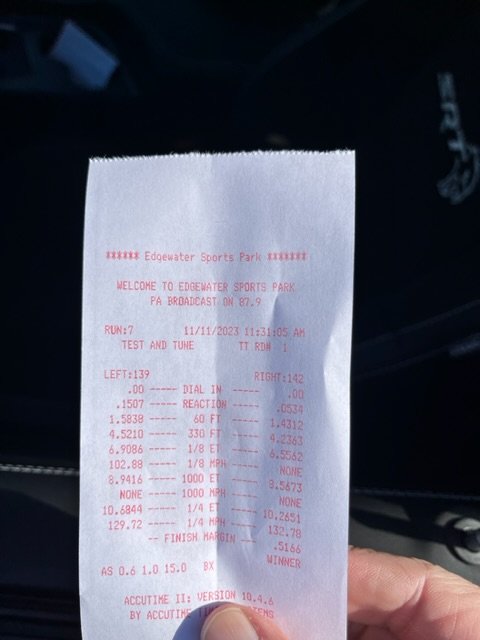 SRT
****** Edgewater Sports Park *******
WELCOME TO EDGEWATER SPORTS PARK
PA BROADCAST ON 87.9
RUN:7 11/11/2023 11:31:05 AM
TEST AND TUNE TT RD# 1
LEFT:139 RIGHT:142
.00 ----- DIAL IN ----- .00
.1507 ----- REACTION ----- .0534
1.5838 ----- 60 FT ----- 1.4312
4.5210 ----- 330 FT ----- 4.2363
6.9086 ----- 1/8 ET ----- 6.5562
102.88 ----- 1/8 MPH ----- NONE
8.9416 ----- 1000 ET ----- 8.5673
NONE ----- 1000 MPH ----- NONE
10.6844 ----- 1/4 ET ----- 10.2651
129.72 ----- 1/4 MPH ----- 132.78
-- FINISH MARGIN -- .5166
WINNER
AS 0.6 1.0 15.0 BX
ACCUTIME II: VERSION 10.4.6
BY ACCUTIME